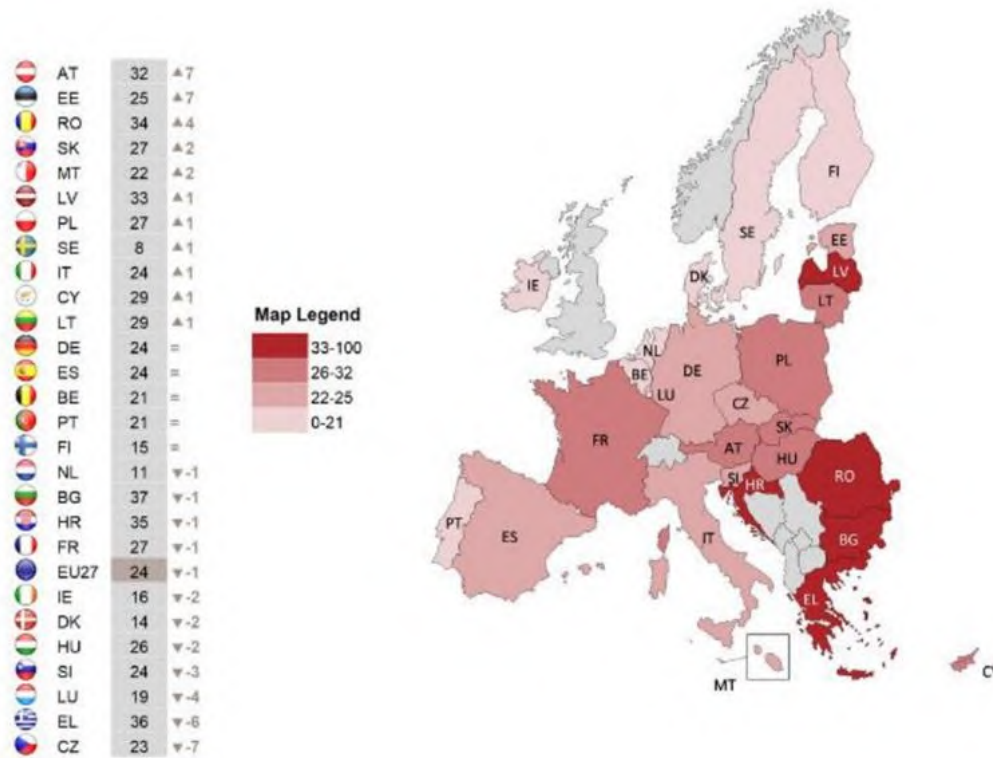 AT 32 ▲7
EE 25 ▲7
RO 34 ▲4
SK 27 ▲2
MT 22 ▲2
LV 33 ▲1
PL 27 ▲1
SE 8 ▲1
IT 24 ▲1
CY 29 ▲1
LT 29 ▲1
DE 24 =
ES 24 =
BE 21 =
PT 21 =
FI 15 =
NL 11 ▼-1
BG 37 ▼-1
HR 35 ▼-1
FR 27 ▼-1
EU27 24 ▼-1
IE 16 ▼-2
DK 14 ▼-2
HU 26 ▼-2
SI 24 ▼-3
LU 19 ▼-4
EL 36 ▼-6
CZ 23 ▼-7
Map Legend
33-100
26-32
22-25
0-21
FI
SE
EE
LV
DK
IE
LT
NL
PL
BE
DE
LU
CZ
SK
FR
AT
HU
SI
HR
RO
PT
ES
IT
BG
EL
MT
C